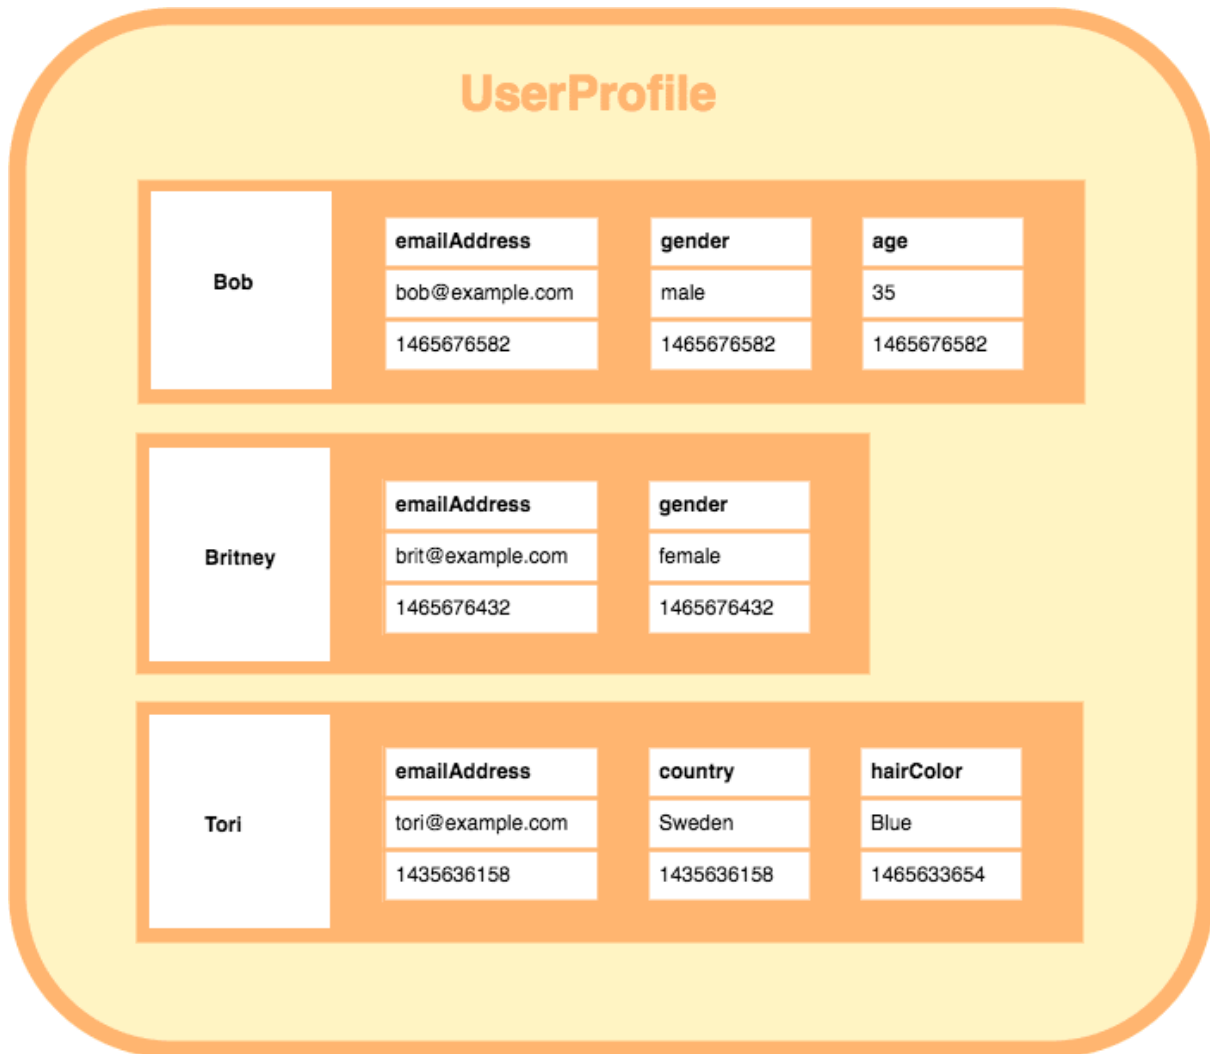 UserProfile
Bob
emailAddress gender age
bob@example.com male 35
1465676582 1465676582 1465676582
Britney
emailAddress gender
brit@example.com female
1465676432 1465676432
Tori
emailAddress country hairColor
tori@example.com Sweden Blue
1435636158 1435636158 1465633654